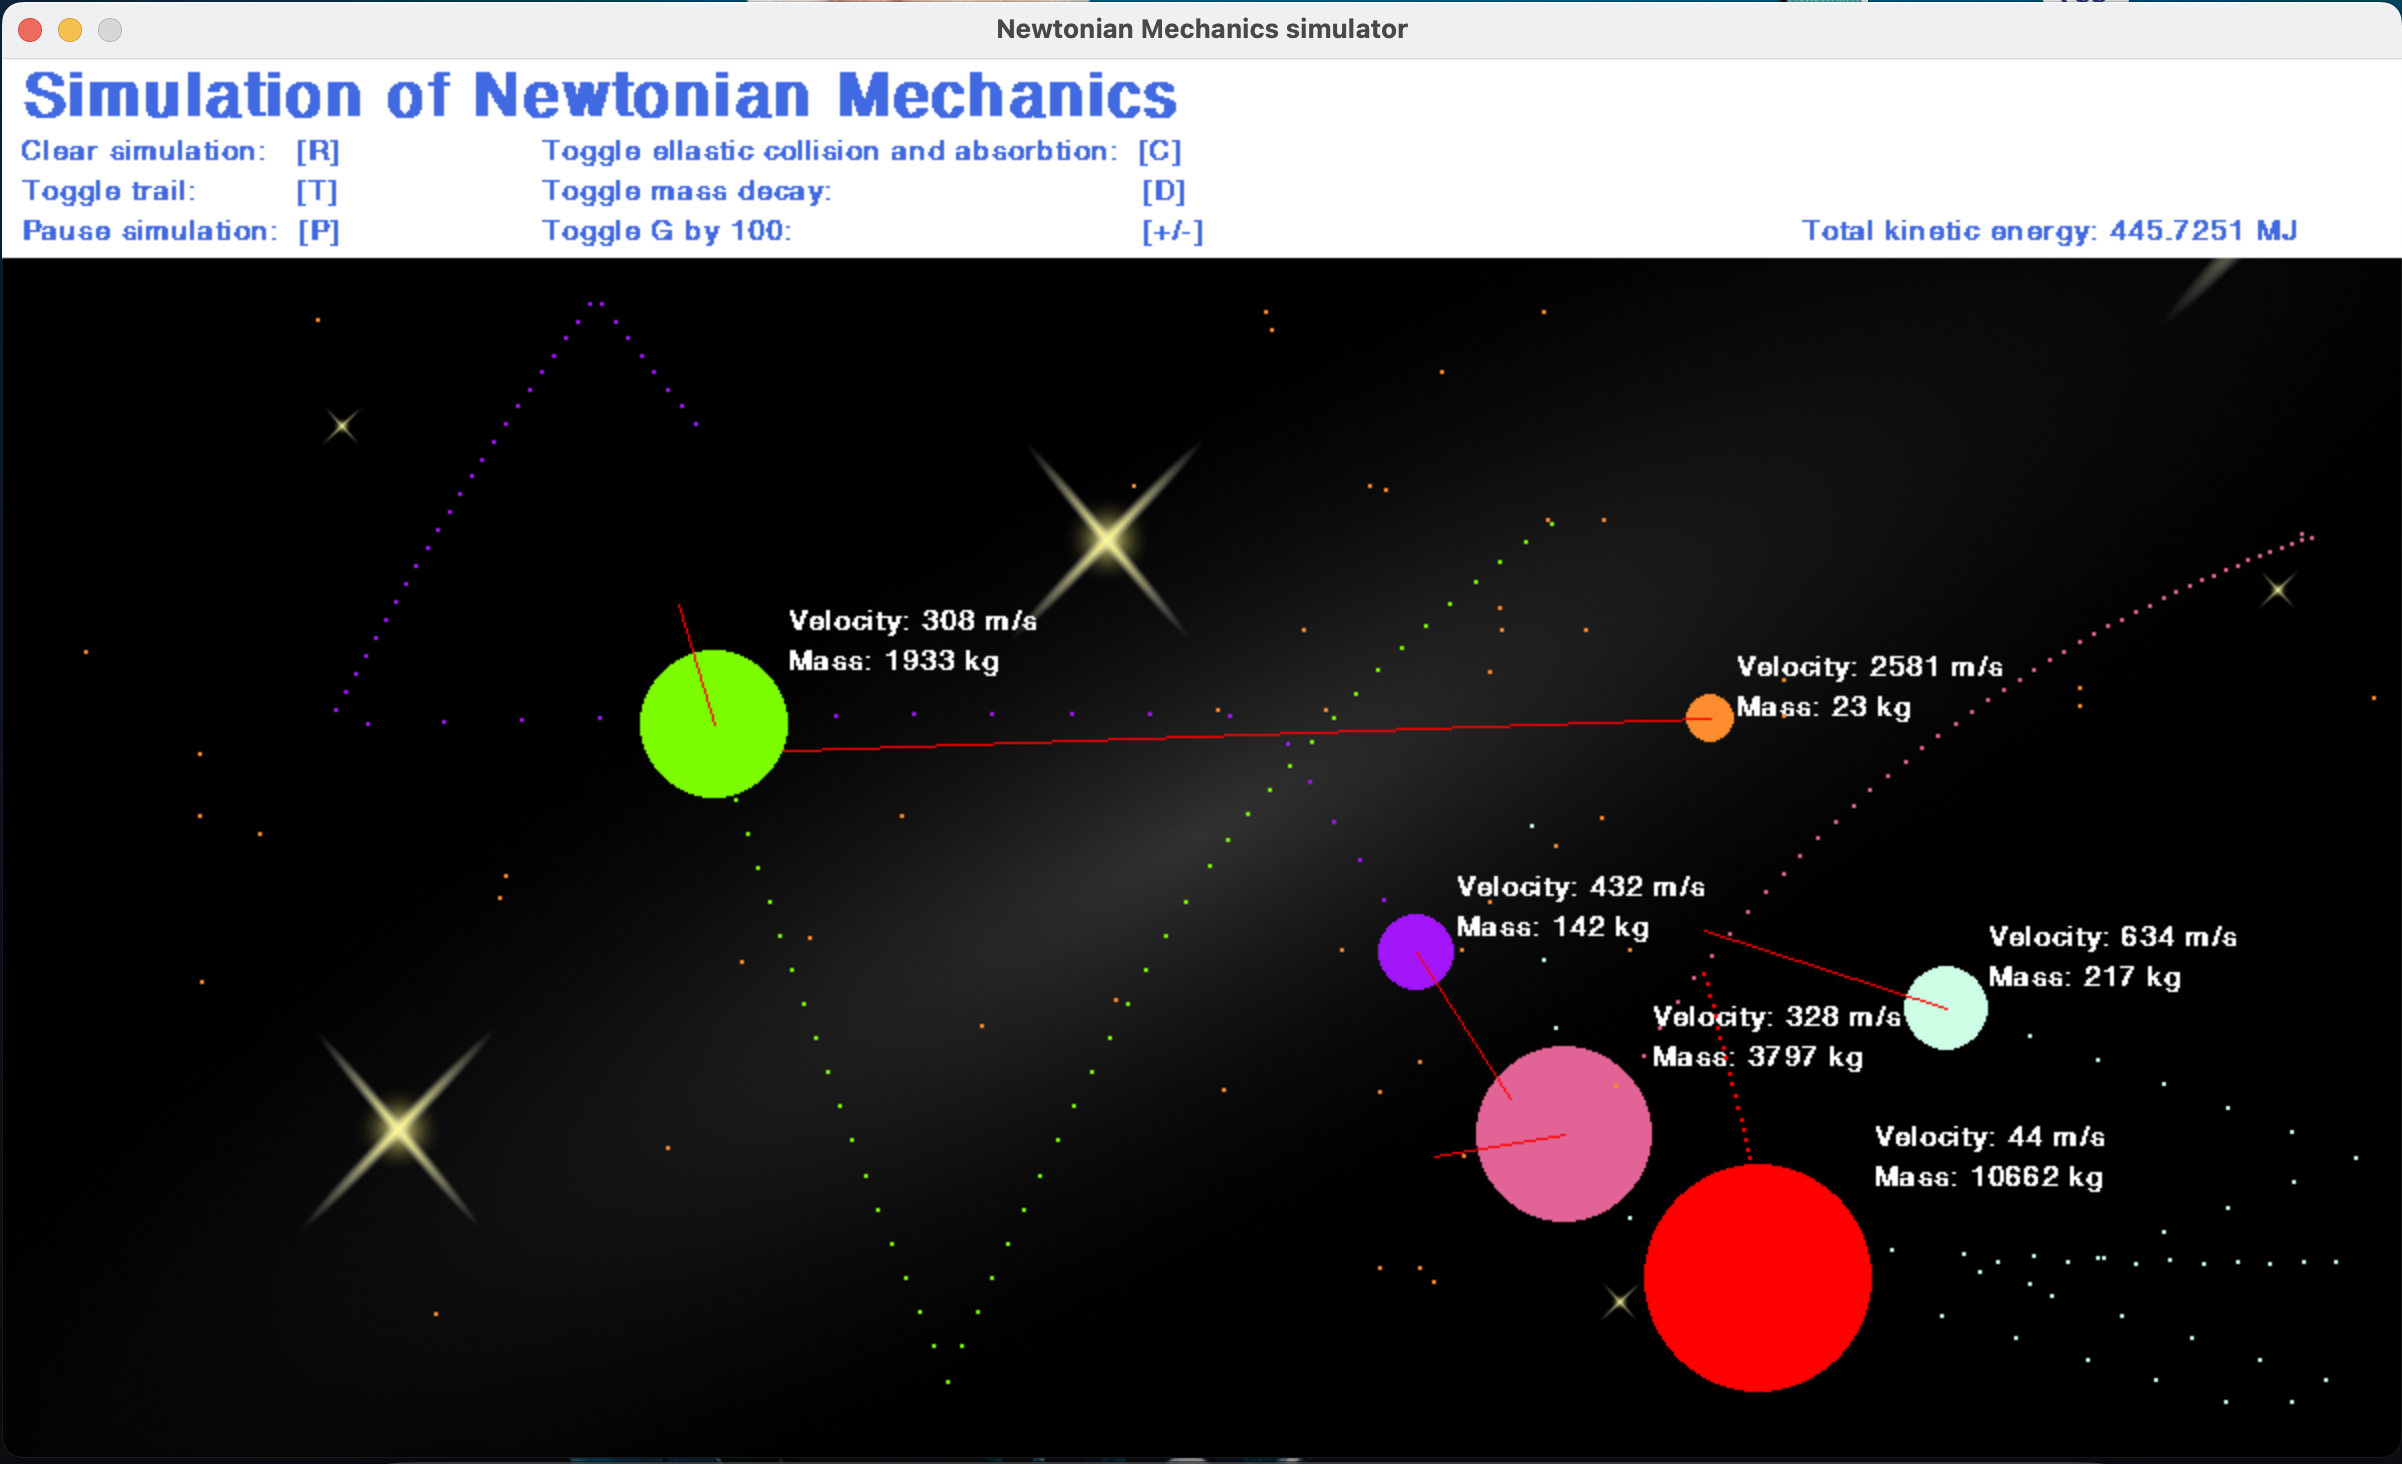 Newtonian Mechanics simulator
Simulation of Newtonian Mechanics
Clear simulation: [R] Toggle ellastic collision and absorbtion: [C]
Toggle trail: [T] Toggle mass decay: [D]
Pause simulation: [P] Toggle G by 100: [+/-] Total kinetic energy: 445.7251 MJ
Velocity: 308 m/s
Mass: 1933 kg
Velocity: 2581 m/s
Mass: 23 kg
Velocity: 432 m/s
Mass: 142 kg
Velocity: 634 m/s
Mass: 217 kg
Velocity: 328 m/s
Mass: 3797 kg
Velocity: 44 m/s
Mass: 10662 kg